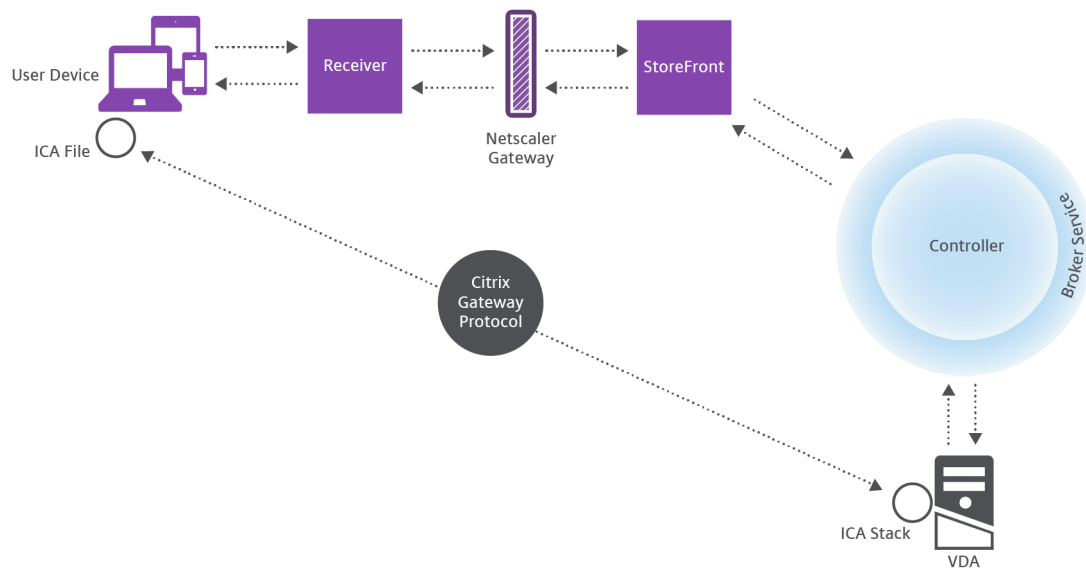 User Device
Receiver
StoreFront
Netscaler
Gateway
ICA File
Controller
Broker Service
Citrix
Gateway
Protocol
ICA Stack
VDA